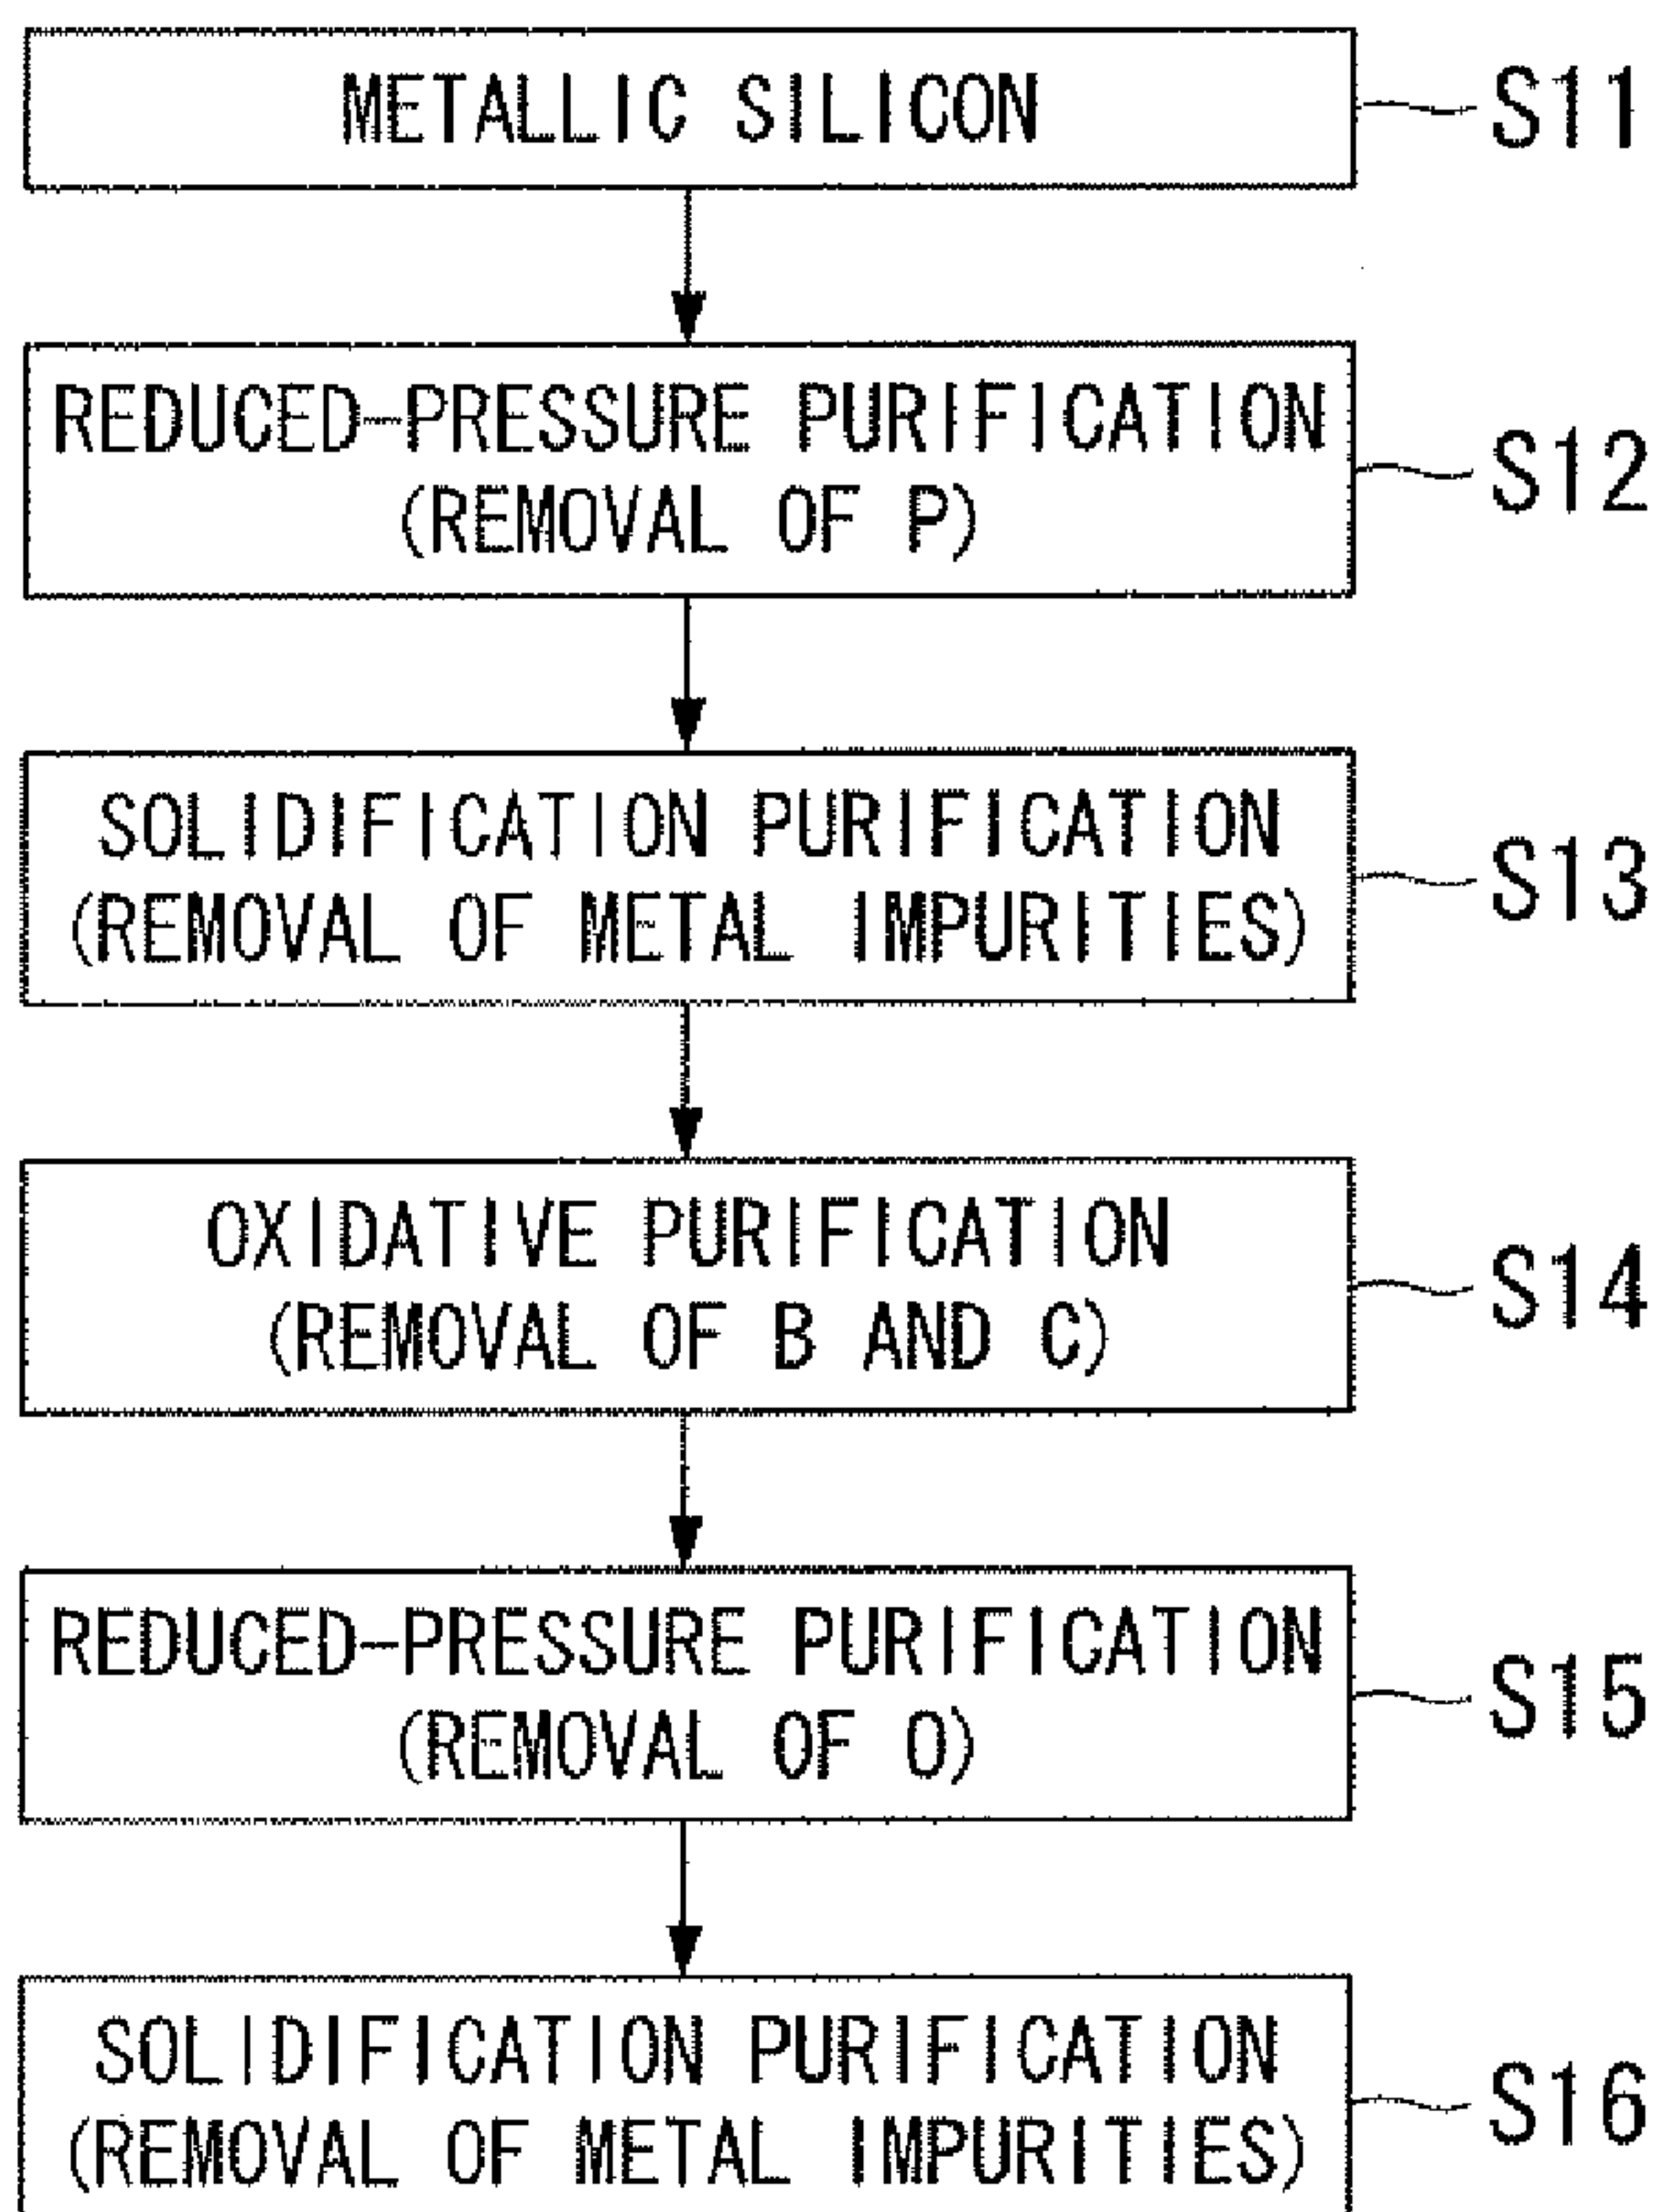 METALLIC SILICON
S11
REDUCED-PRESSURE PURIFICATION
(REMOVAL OF P)
S12
SOLIDIFICATION PURIFICATION
(REMOVAL OF METAL IMPURITIES)
S13
OXIDATIVE PURIFICATION
(REMOVAL OF B AND C)
S14
REDUCED-PRESSURE PURIFICATION
(REMOVAL OF O)
S15
SOLIDIFICATION PURIFICATION
(REMOVAL OF METAL IMPURITIES)
S16